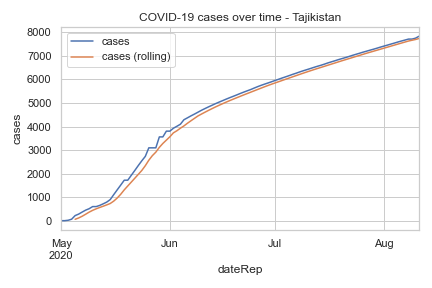 COVID-19 cases over time - Tajikistan
cases
cases (rolling)
8000
7000
6000
5000
4000
3000
2000
1000
0
cases
May Jun Jul Aug
2020
dateRep